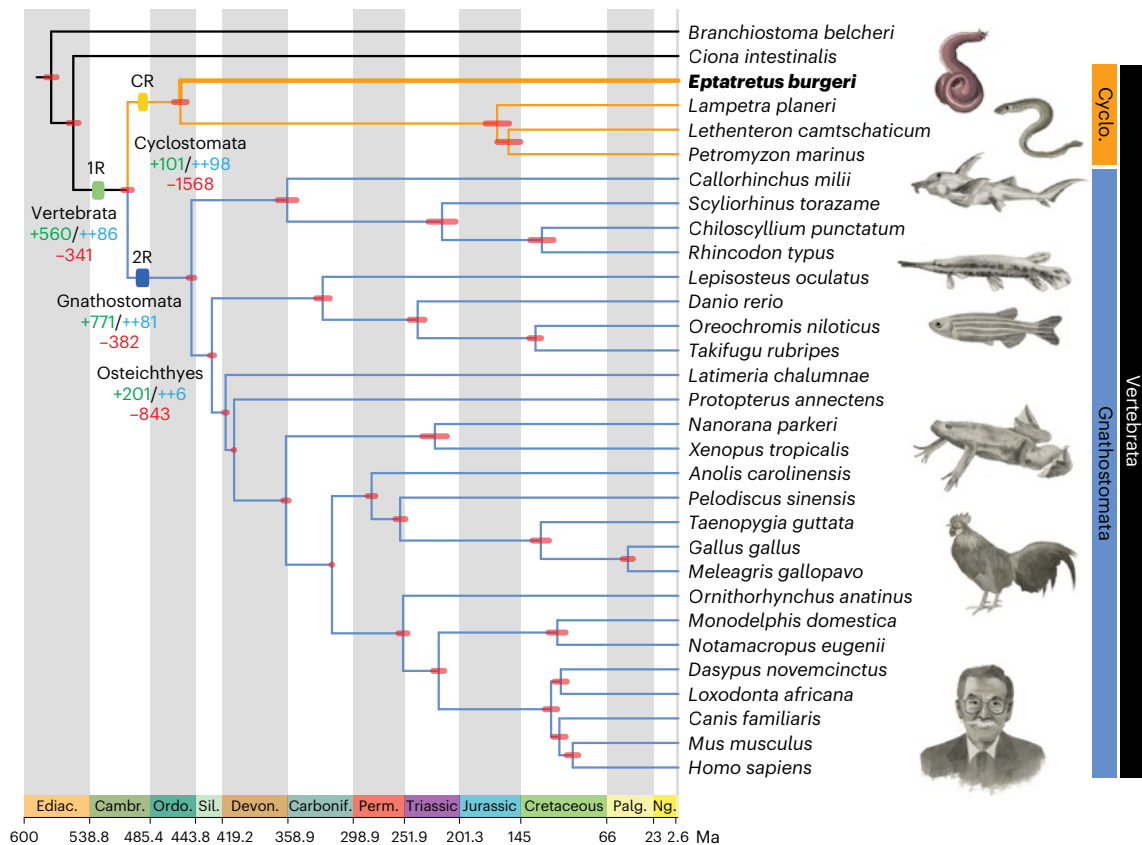 Branchiostoma belcheri
Ciona intestinalis
Eptatretus burgeri
Lampetra planeri
Lethenteron camtschaticum
Petromyzon marinus
Callorhinchus milii
Scyliorhinus torazame
Chiloscyllium punctatum
Rhincodon typus
Lepisosteus oculatus
Danio rerio
Oreochromis niloticus
Takifugu rubripes
Latimeria chalumnae
Protopterus annectens
Nanorana parkeri
Xenopus tropicalis
Anolis carolinensis
Pelodiscus sinensis
Taenopygia guttata
Gallus gallus
Meleagris gallopavo
Ornithorhynchus anatinus
Monodelphis domestica
Notamacropus eugenii
Dasypus novemcinctus
Loxodonta africana
Canis familiaris
Mus musculus
Homo sapiens
CR
Cyclostomata
+101/++98
−1568
1R
Vertebrata
+560/++86
−341
2R
Gnathostomata
+771/++81
−382
Osteichthyes
+201/++6
−843
Cyclo.
Gnathostomata
Vertebrata
Ediac. Cambr. Ordo. Sil. Devon. Carbonif. Perm. Triassic Jurassic Cretaceous Palg. Ng.
600 538.8 485.4 443.8 419.2 358.9 298.9 251.9 201.3 145 66 23 2.6 Ma